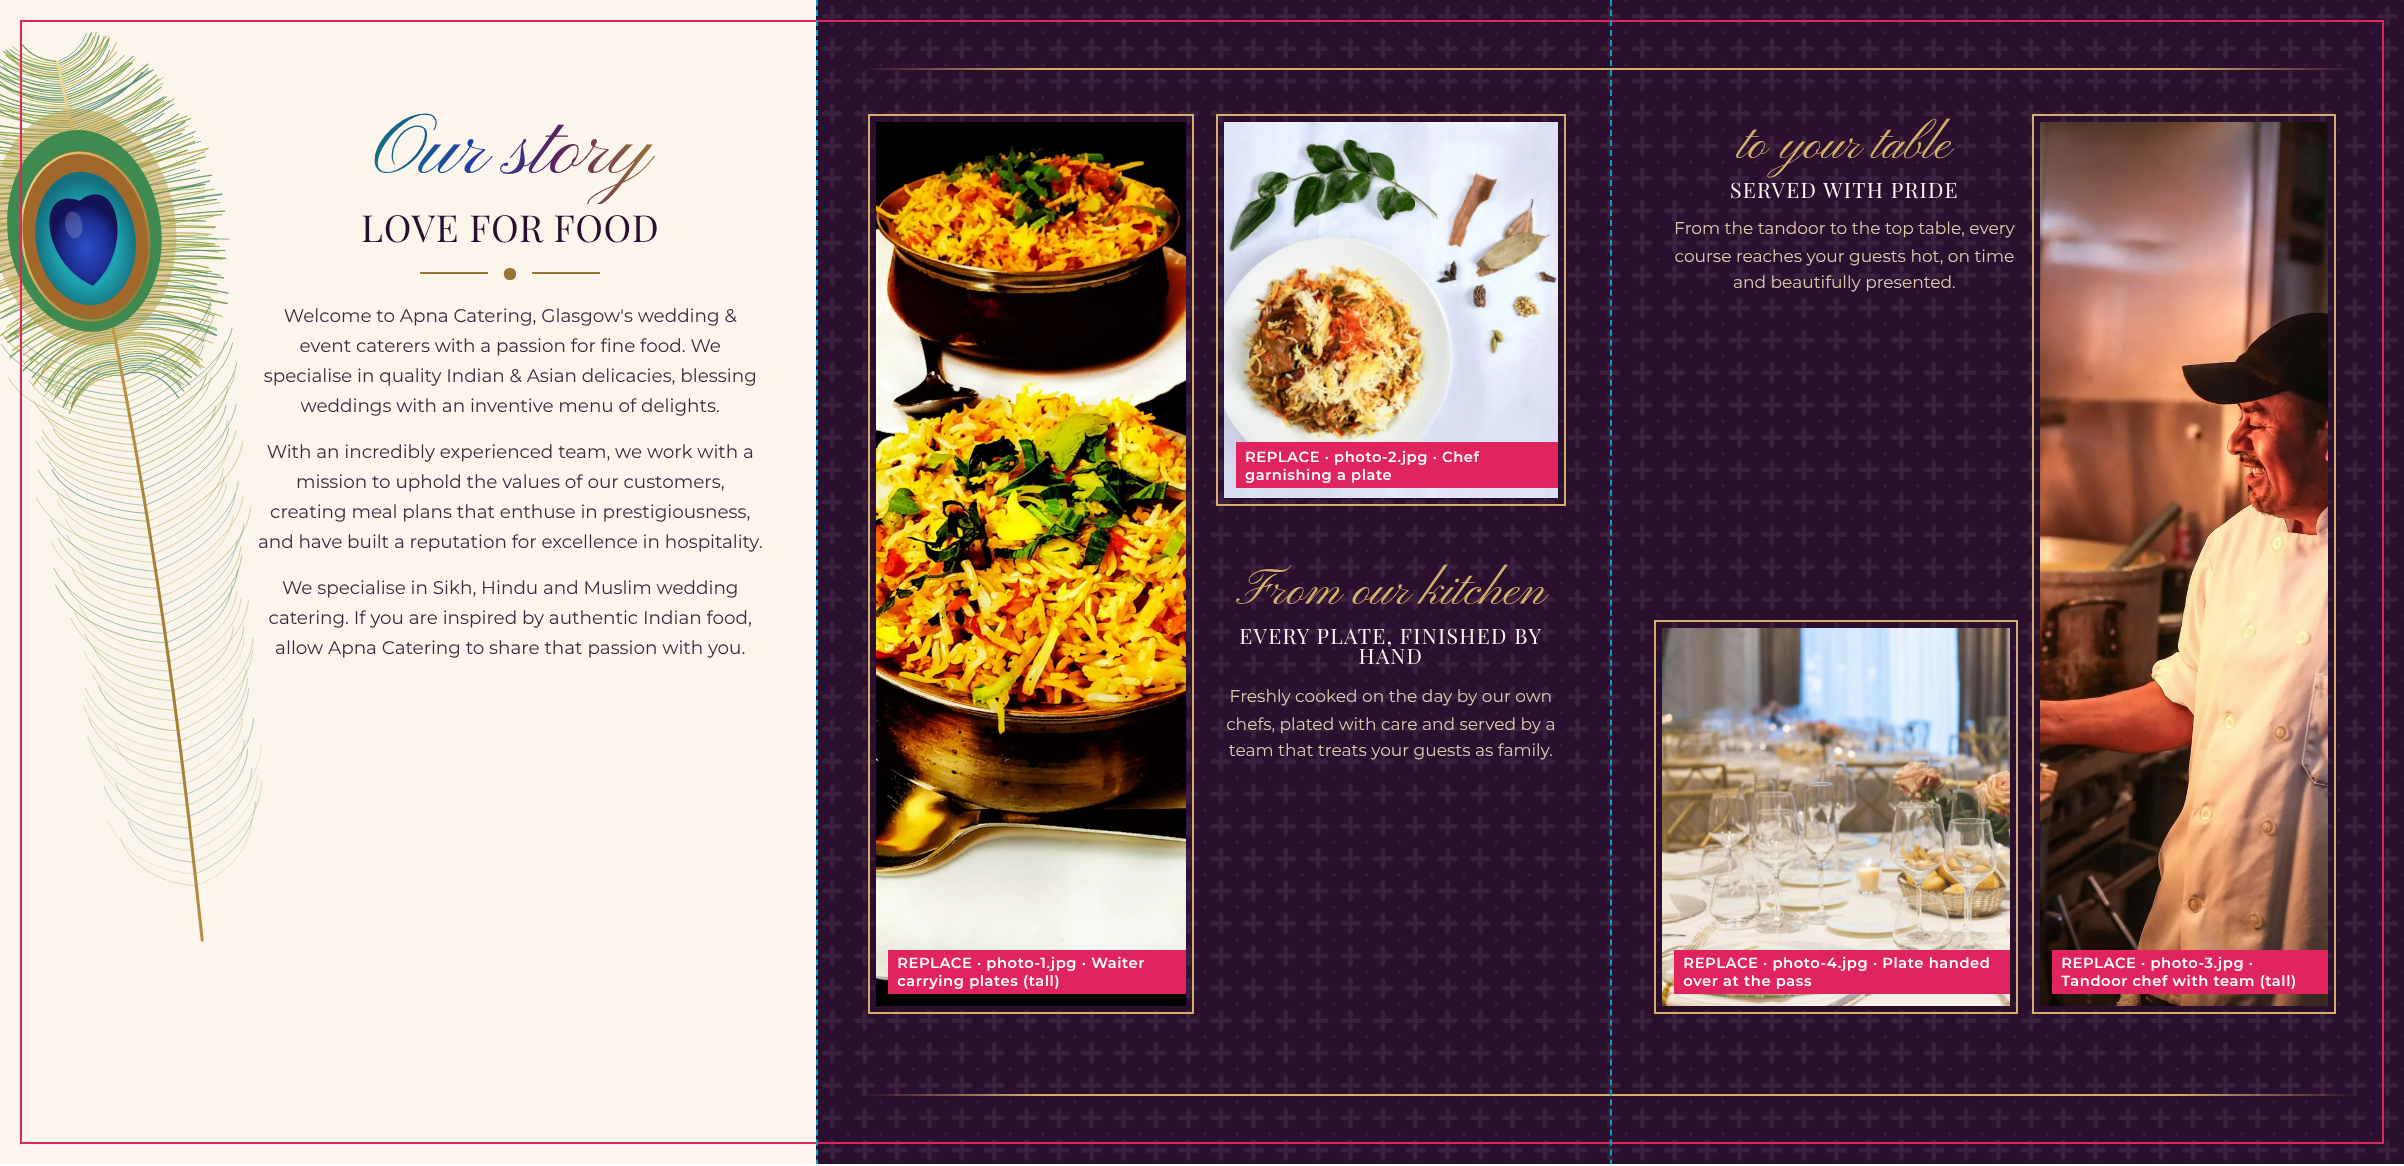 Our story
LOVE FOR FOOD
Welcome to Apna Catering, Glasgow's wedding &
event caterers with a passion for fine food. We
specialise in quality Indian & Asian delicacies, blessing
weddings with an inventive menu of delights.
With an incredibly experienced team, we work with a
mission to uphold the values of our customers,
creating meal plans that enthuse in prestigiousness,
and have built a reputation for excellence in hospitality.
We specialise in Sikh, Hindu and Muslim wedding
catering. If you are inspired by authentic Indian food,
allow Apna Catering to share that passion with you.
REPLACE · photo-1.jpg · Waiter
carrying plates (tall)
REPLACE · photo-2.jpg · Chef
garnishing a plate
From our kitchen
EVERY PLATE, FINISHED BY
HAND
Freshly cooked on the day by our own
chefs, plated with care and served by a
team that treats your guests as family.
to your table
SERVED WITH PRIDE
From the tandoor to the top table, every
course reaches your guests hot, on time
and beautifully presented.
REPLACE · photo-4.jpg · Plate handed
over at the pass
REPLACE · photo-3.jpg ·
Tandoor chef with team (tall)